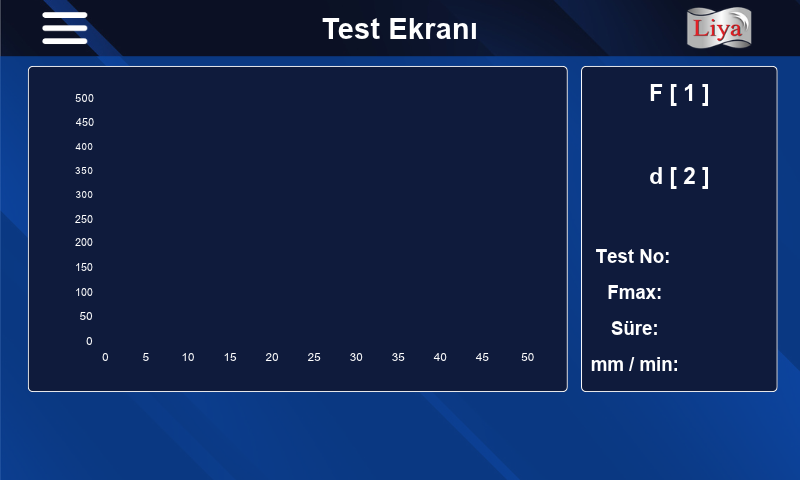 Test Ekranı
Liya
500
450
400
350
300
250
200
150
100
50
0
0 5 10 15 20 25 30 35 40 45 50
F [ 1 ]
d [ 2 ]
Test No:
Fmax:
Süre:
mm / min: